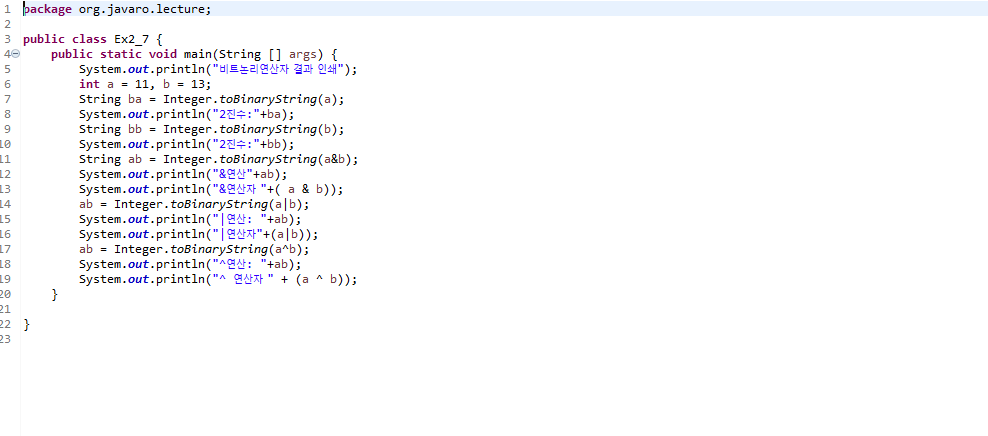 1 package org.javaro.lecture;
2
3 public class Ex2_7 {
4 public static void main(String [] args) {
5 System.out.println("비트논리연산자 결과 인쇄");
6 int a = 11, b = 13;
7 String ba = Integer.toBinaryString(a);
8 System.out.println("2진수:"+ba);
9 String bb = Integer.toBinaryString(b);
10 System.out.println("2진수:"+bb);
11 String ab = Integer.toBinaryString(a&b);
12 System.out.println("&연산"+ab);
13 System.out.println("&연산자 "+( a & b));
14 ab = Integer.toBinaryString(a|b);
15 System.out.println("|연산: "+ab);
16 System.out.println("|연산자"+(a|b));
17 ab = Integer.toBinaryString(a^b);
18 System.out.println("^연산: "+ab);
19 System.out.println("^ 연산자 " + (a ^ b));
20 }
21
22 }
23